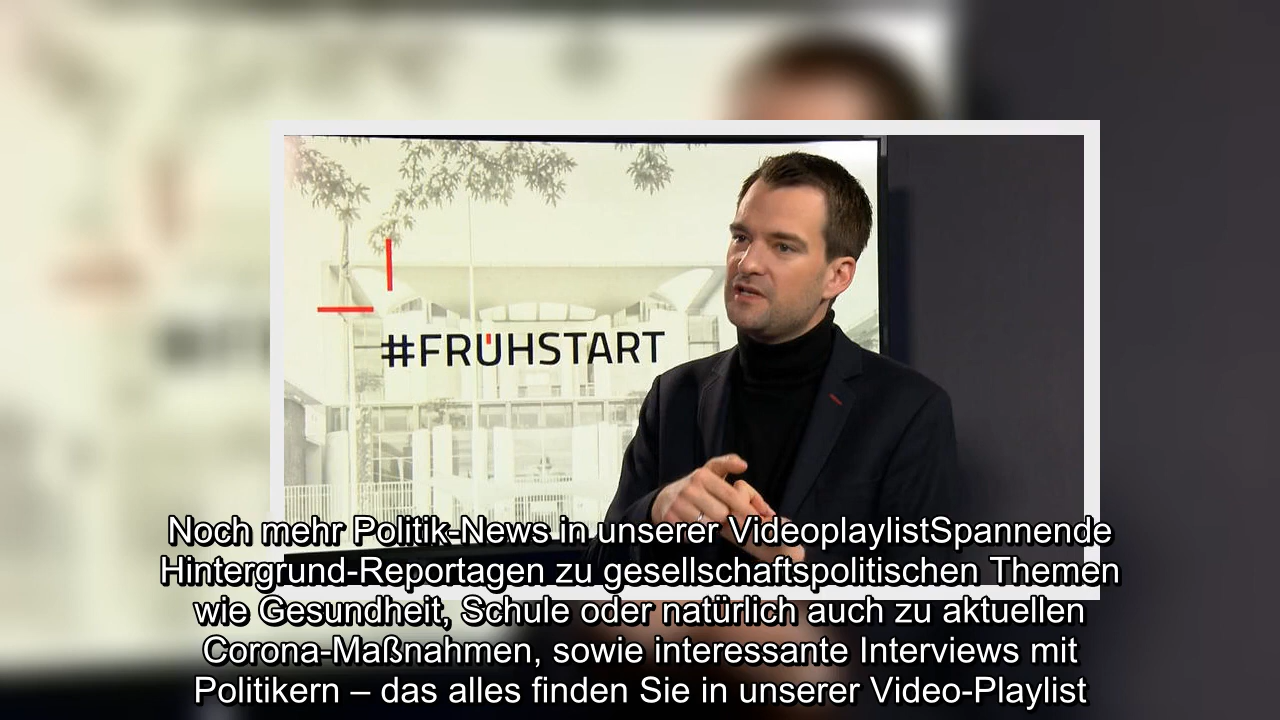 #FRÜHSTART
Noch mehr Politik-News in unserer VideoplaylistSpannende
Hintergrund-Reportagen zu gesellschaftspolitischen Themen
wie Gesundheit, Schule oder natürlich auch zu aktuellen
Corona-Maßnahmen, sowie interessante Interviews mit
Politikern – das alles finden Sie in unserer Video-Playlist